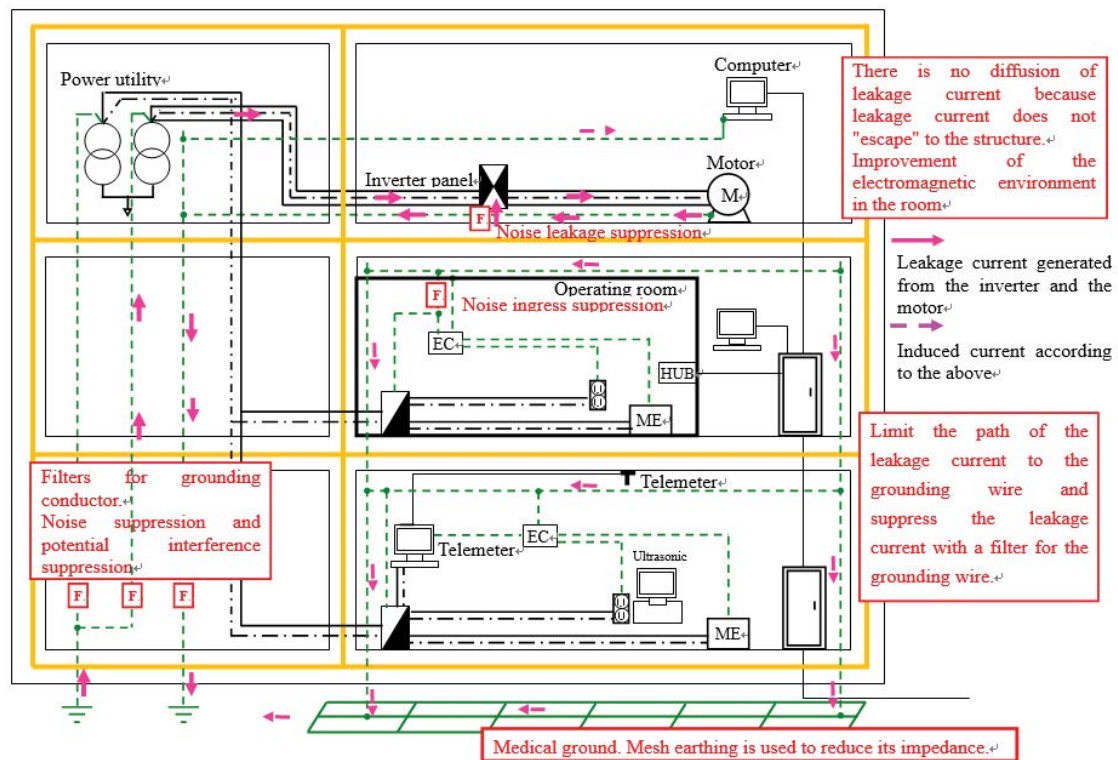 Power utility
Computer
There is no diffusion of
leakage current because
leakage current does not
"escape" to the structure.
Improvement of the
electromagnetic environment
in the room
Motor
Inverter panel
M
F
Noise leakage suppression
Leakage current generated
from the inverter and the
motor
Induced current according
to the above
Operating room
F
Noise ingress suppression
EC
HUB
ME
Limit the path of the
leakage current to the
grounding wire and
suppress the leakage
current with a filter for the
grounding wire.
Filters for grounding
conductor.
Noise suppression and
potential interference
suppression
Telemeter
Telemeter
EC
Ultrasonic
F
F
F
ME
Medical ground. Mesh earthing is used to reduce its impedance.